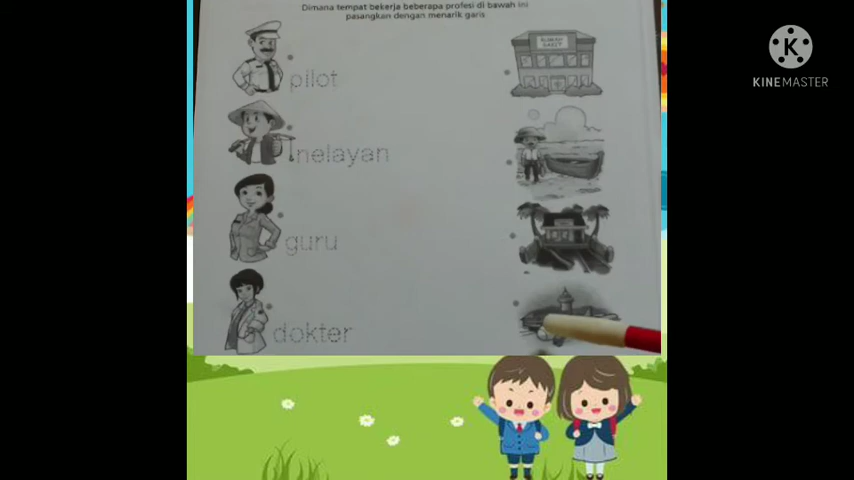 Dimana tempat bekerja beberapa profesi di bawah ini
pasangkan dengan menarik garis
pilot
RUMAH SAKIT
nelayan
guru
dokter
K
KINEMASTER